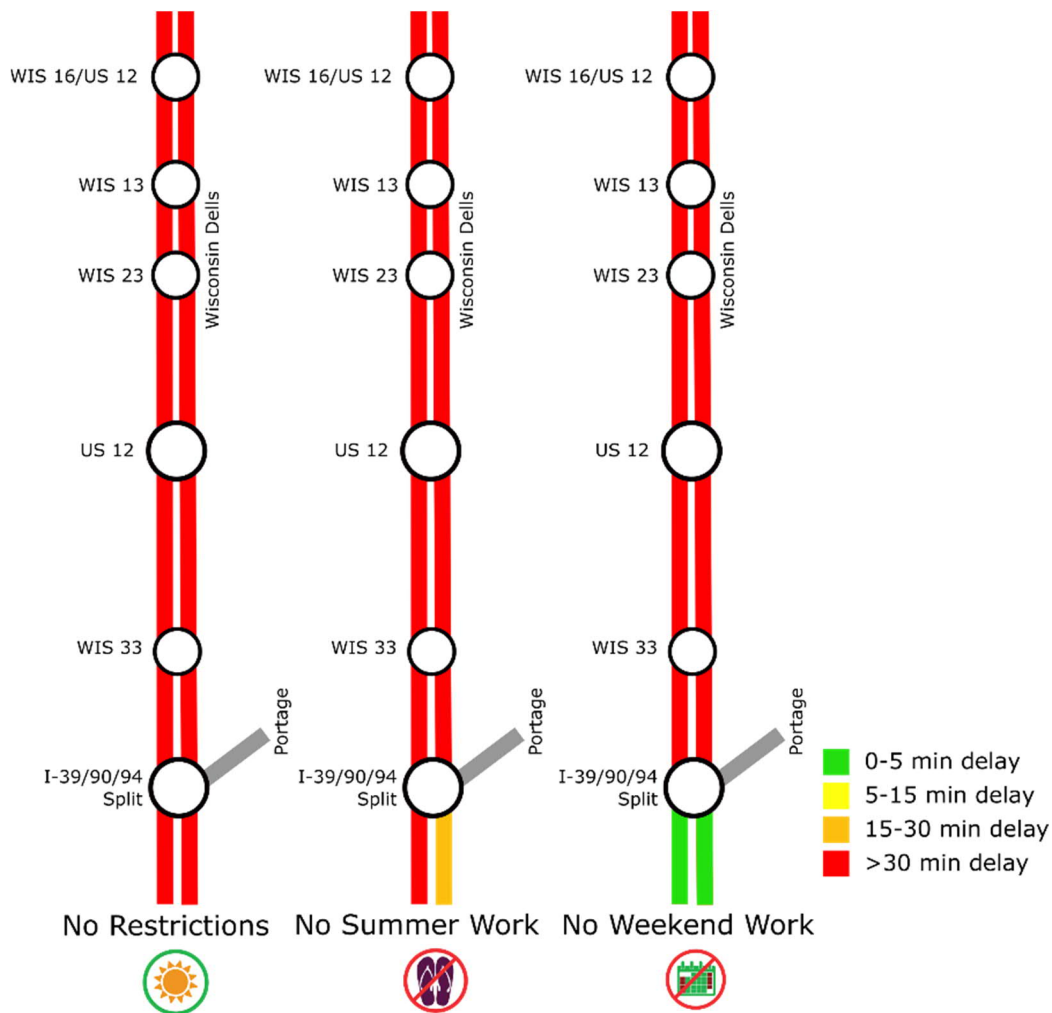 WIS 16/US 12
WIS 13
Wisconsin Dells
WIS 23
US 12
WIS 33
Portage
I-39/90/94
Split
No Restrictions
WIS 16/US 12
WIS 13
Wisconsin Dells
WIS 23
US 12
WIS 33
Portage
I-39/90/94
Split
No Summer Work
WIS 16/US 12
WIS 13
Wisconsin Dells
WIS 23
US 12
WIS 33
Portage
I-39/90/94
Split
No Weekend Work
0-5 min delay
5-15 min delay
15-30 min delay
>30 min delay